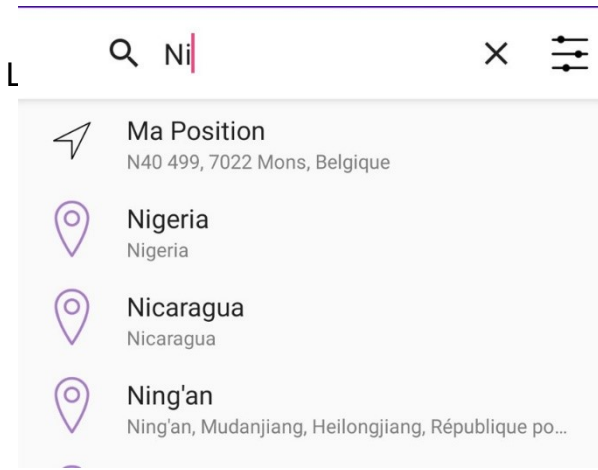 Ni
L
Ma Position
N40 499, 7022 Mons, Belgique
Nigeria
Nigeria
Nicaragua
Nicaragua
Ning'an
Ning'an, Mudanjiang, Heilongjiang, République po...